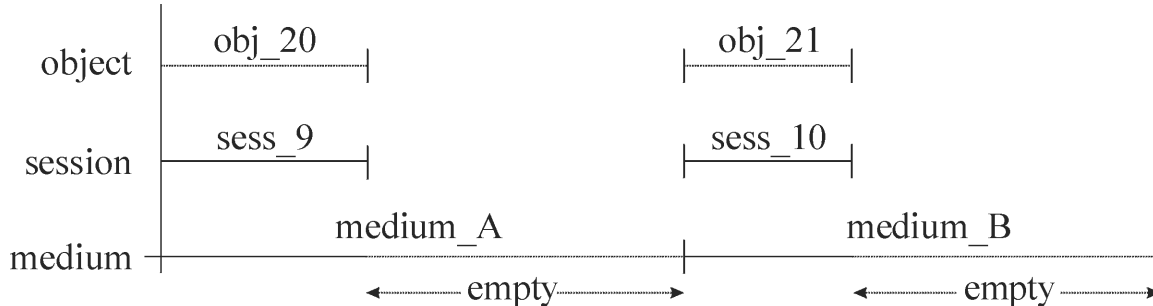 object obj_20 obj_21
session sess_9 sess_10
medium medium_A medium_B
empty empty